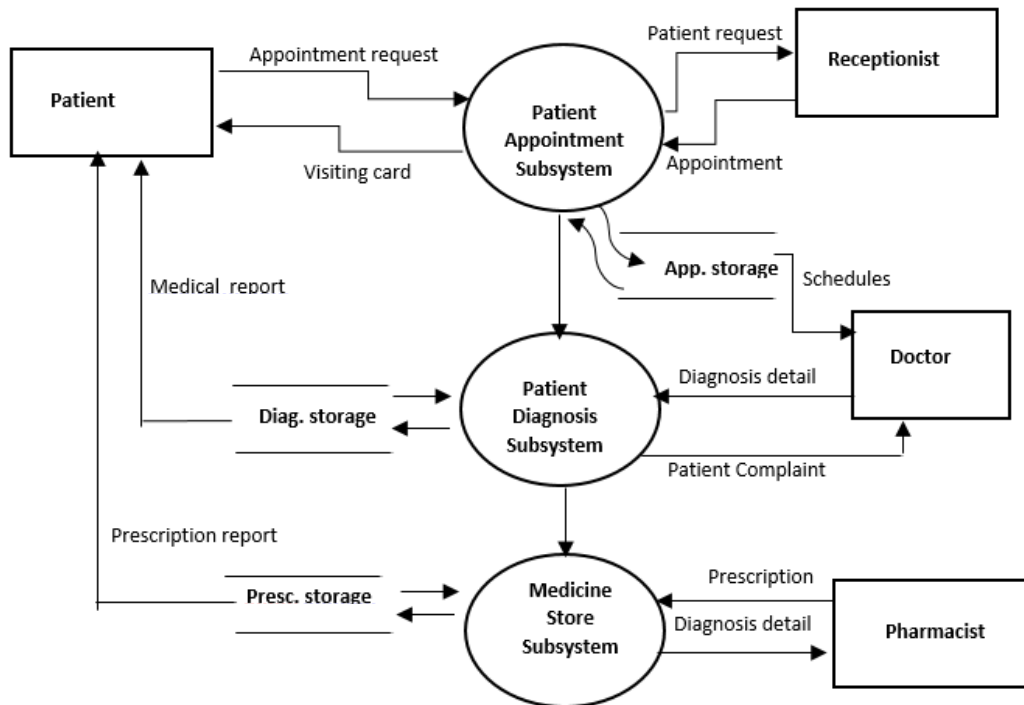 Patient request
Appointment request
Receptionist
Patient
Patient
Appointment
Subsystem
Visiting card
Appointment
App. storage
Medical report
Schedules
Doctor
Diagnosis detail
Patient
Diagnosis
Subsystem
Diag. storage
Patient Complaint
Prescription report
Prescription
Medicine
Store
Subsystem
Presc. storage
Diagnosis detail
Pharmacist